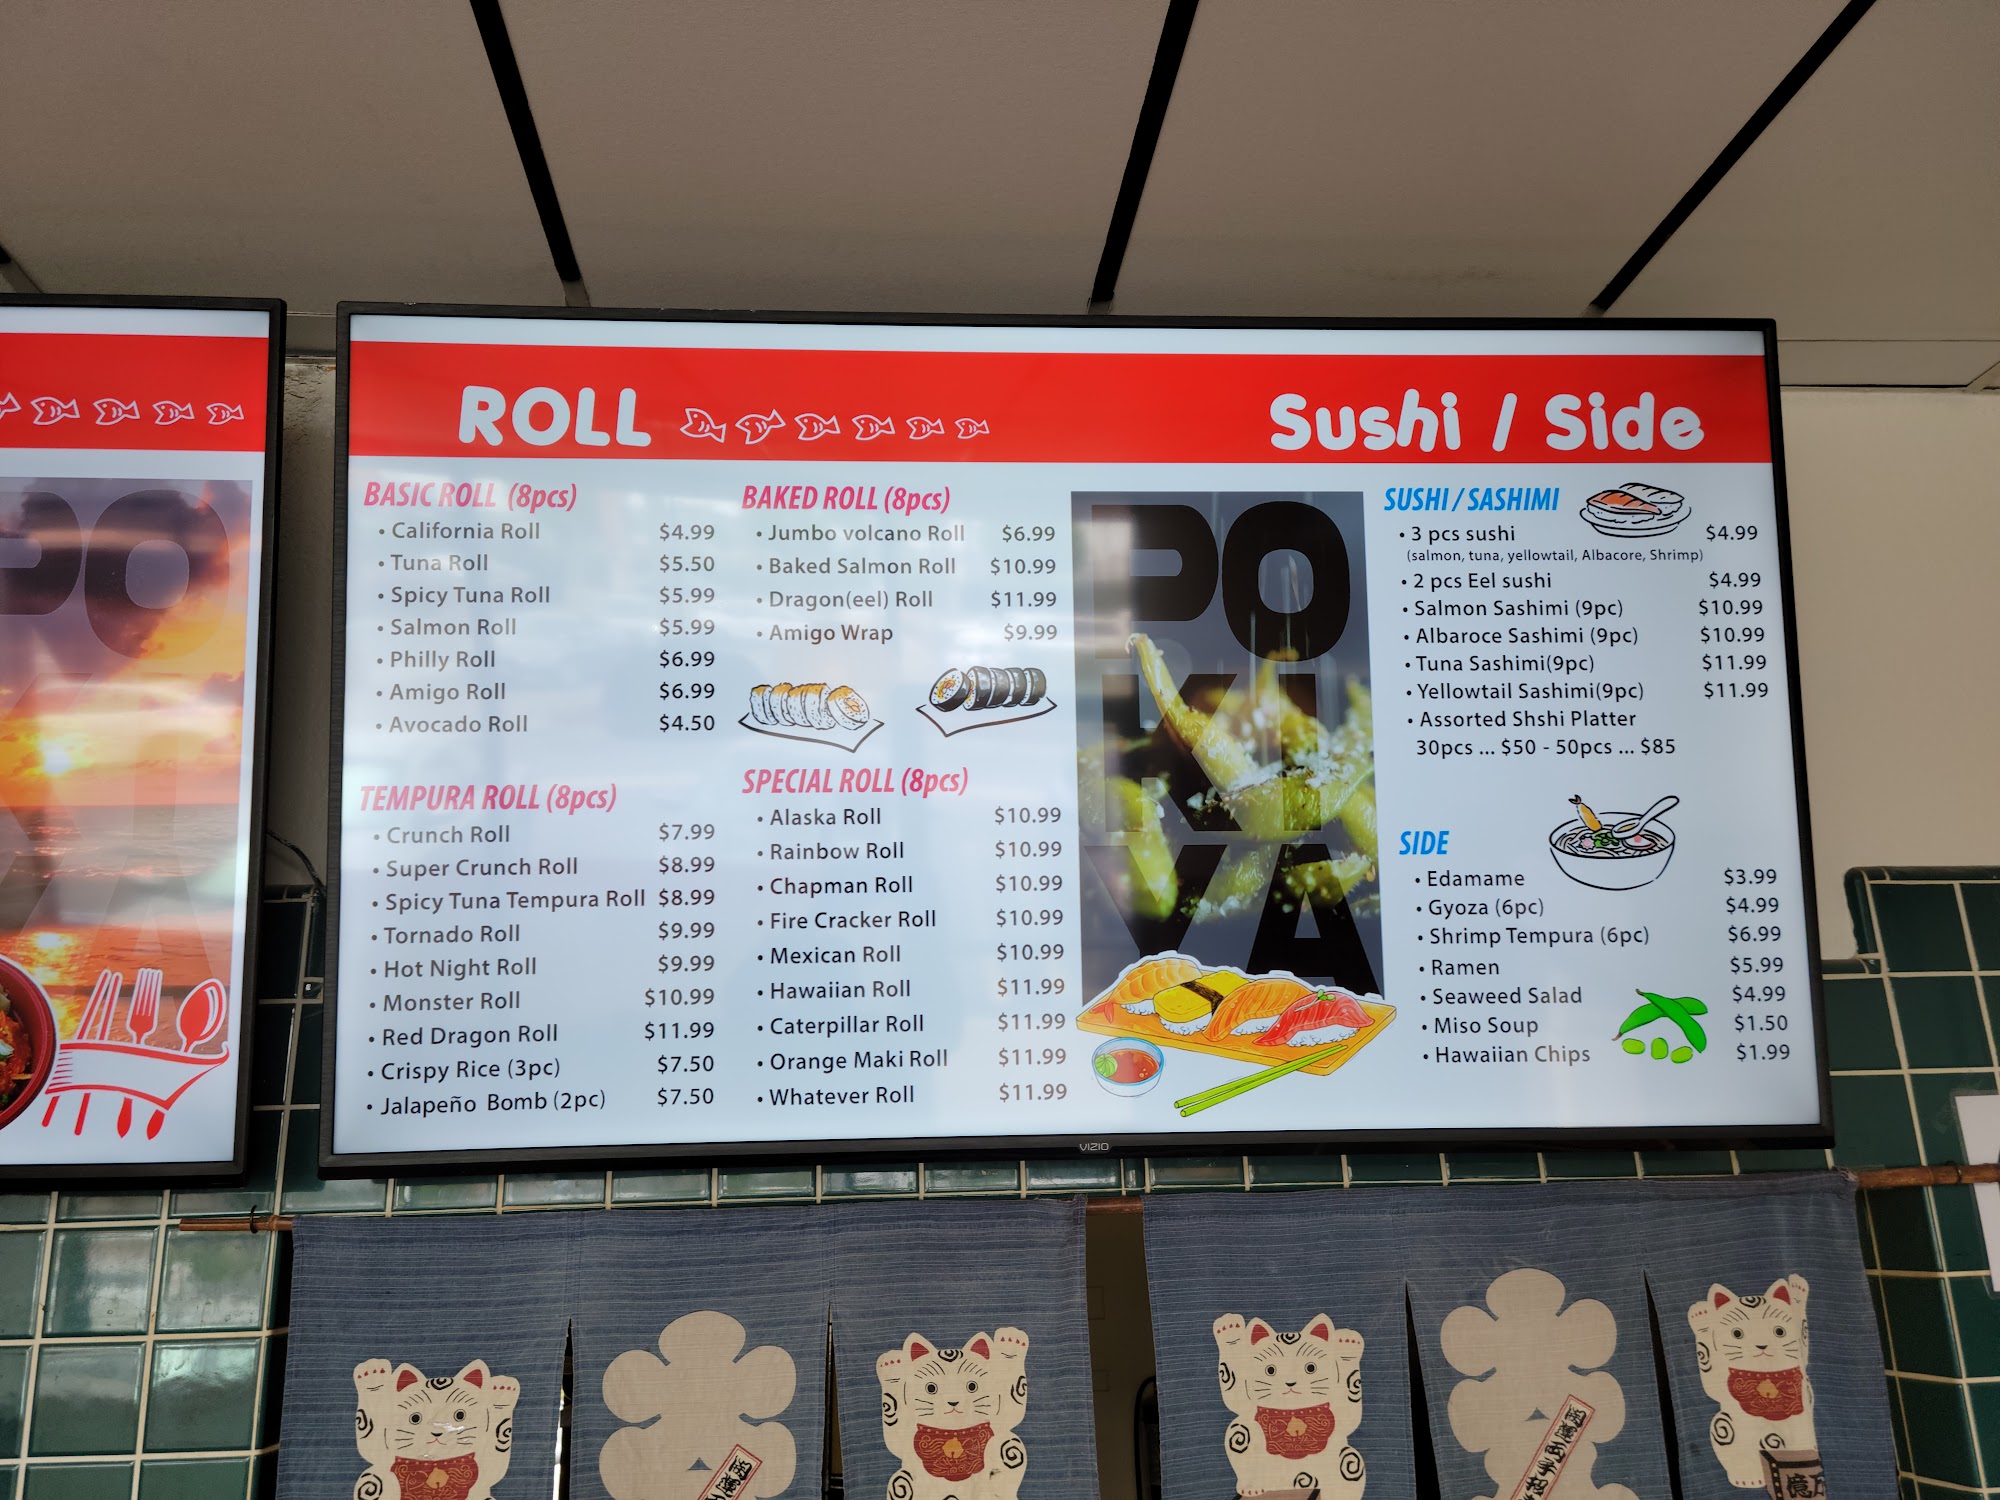 ROLL
Sushi / Side
BASIC ROLL (8pcs)
• California Roll $4.99
• Tuna Roll $5.50
• Spicy Tuna Roll $5.99
• Salmon Roll $5.99
• Philly Roll $6.99
• Amigo Roll $6.99
• Avocado Roll $4.50
TEMPURA ROLL (8pcs)
• Crunch Roll $7.99
• Super Crunch Roll $8.99
• Spicy Tuna Tempura Roll $8.99
• Tornado Roll $9.99
• Hot Night Roll $9.99
• Monster Roll $10.99
• Red Dragon Roll $11.99
• Crispy Rice (3pc) $7.50
• Jalapeño Bomb (2pc) $7.50
BAKED ROLL (8pcs)
• Jumbo volcano Roll $6.99
• Baked Salmon Roll $10.99
• Dragon(eel) Roll $11.99
• Amigo Wrap $9.99
SPECIAL ROLL (8pcs)
• Alaska Roll $10.99
• Rainbow Roll $10.99
• Chapman Roll $10.99
• Fire Cracker Roll $10.99
• Mexican Roll $10.99
• Hawaiian Roll $11.99
• Caterpillar Roll $11.99
• Orange Maki Roll $11.99
• Whatever Roll $11.99
PO
KI
YA
SUSHI / SASHIMI
• 3 pcs sushi $4.99
(salmon, tuna, yellowtail, Albacore, Shrimp)
• 2 pcs Eel sushi $4.99
• Salmon Sashimi (9pc) $10.99
• Albaroce Sashimi (9pc) $10.99
• Tuna Sashimi(9pc) $11.99
• Yellowtail Sashimi(9pc) $11.99
• Assorted Shshi Platter
30pcs ... $50 - 50pcs ... $85
SIDE
• Edamame $3.99
• Gyoza (6pc) $4.99
• Shrimp Tempura (6pc) $6.99
• Ramen $5.99
• Seaweed Salad $4.99
• Miso Soup $1.50
• Hawaiian Chips $1.99
PO
KI
YA
VIZIO